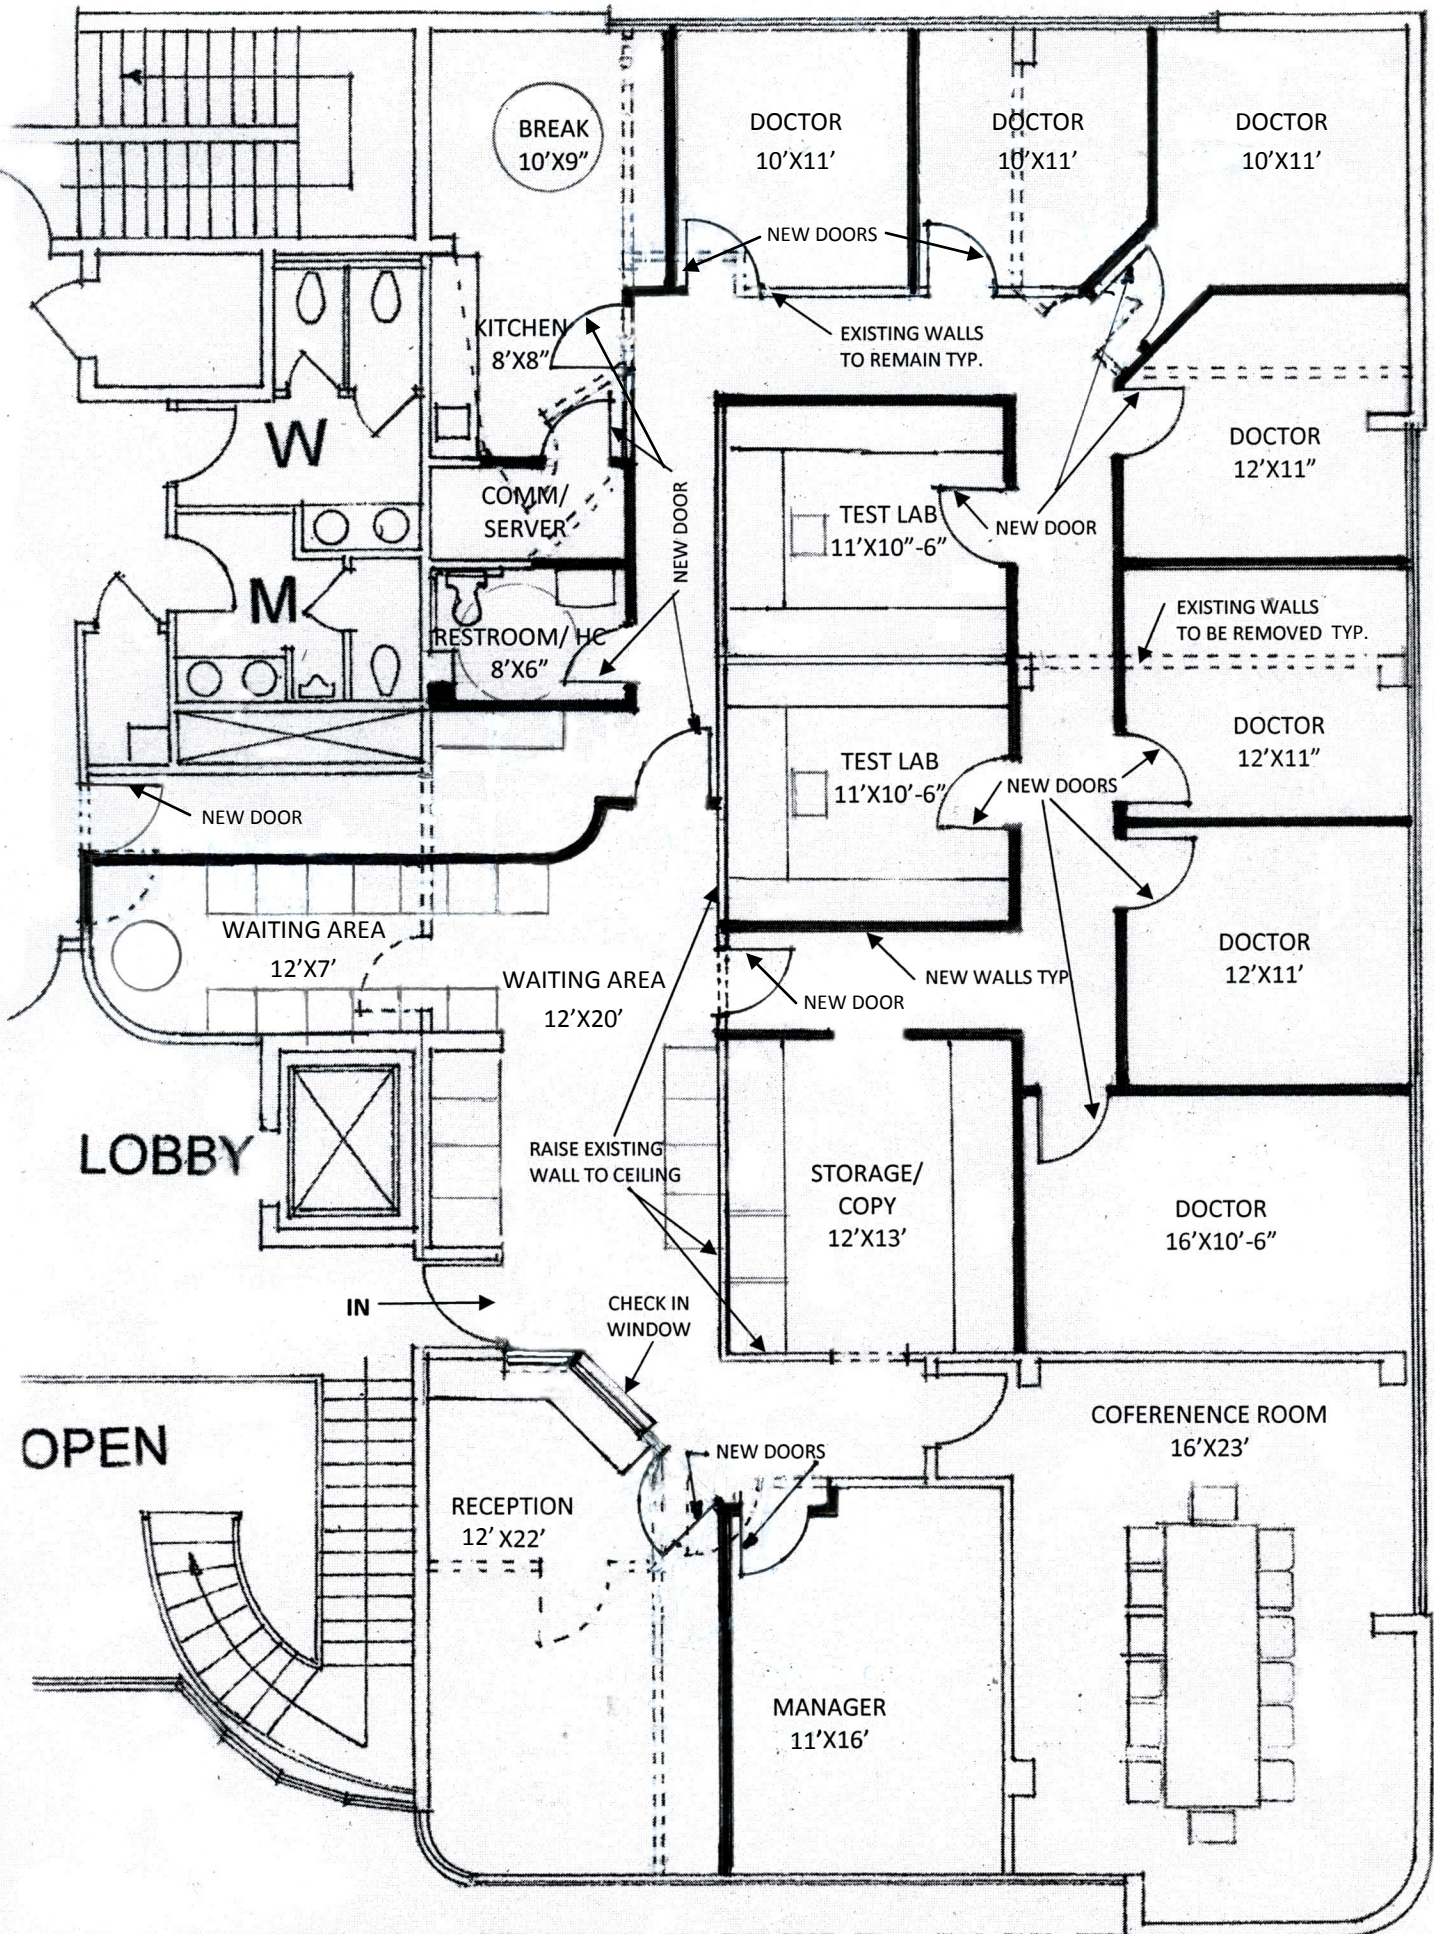 BREAK
10'X9"
DOCTOR
10'X11'
DOCTOR
10'X11'
DOCTOR
10'X11'
NEW DOORS
KITCHEN
8'X8"
EXISTING WALLS
TO REMAIN TYP.
W
DOCTOR
12'X11"
COMM/
SERVER
NEW DOOR
TEST LAB
11'X10"-6"
NEW DOOR
M
RESTROOM/ HC
8'X6"
EXISTING WALLS
TO BE REMOVED TYP.
DOCTOR
12'X11"
TEST LAB
11'X10'-6"
NEW DOORS
NEW DOOR
WAITING AREA
12'X7'
WAITING AREA
12'X20'
NEW WALLS TYP
NEW DOOR
DOCTOR
12'X11'
LOBBY
RAISE EXISTING
WALL TO CEILING
STORAGE/
COPY
12'X13'
DOCTOR
16'X10'-6"
IN
CHECK IN
WINDOW
OPEN
NEW DOORS
COFERENENCE ROOM
16'X23'
RECEPTION
12' X22'
MANAGER
11'X16'